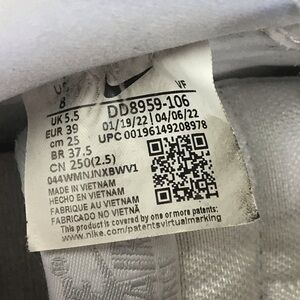 8 VF
UK 5.5 DD8959-106
EUR 39 01/19/22 04/06/22
cm 25 UPC 00196149208978
BR 37.5
CN 250(2.5)
044WMNJNXBWV1
MADE IN VIETNAM
HECHO EN VIETNAM
FABRIQUE AU VIETNAM
FABRICADO NO VIETNÃ
This product is covered by one or more patents:
www.nike.com/patentsvirtualmarking